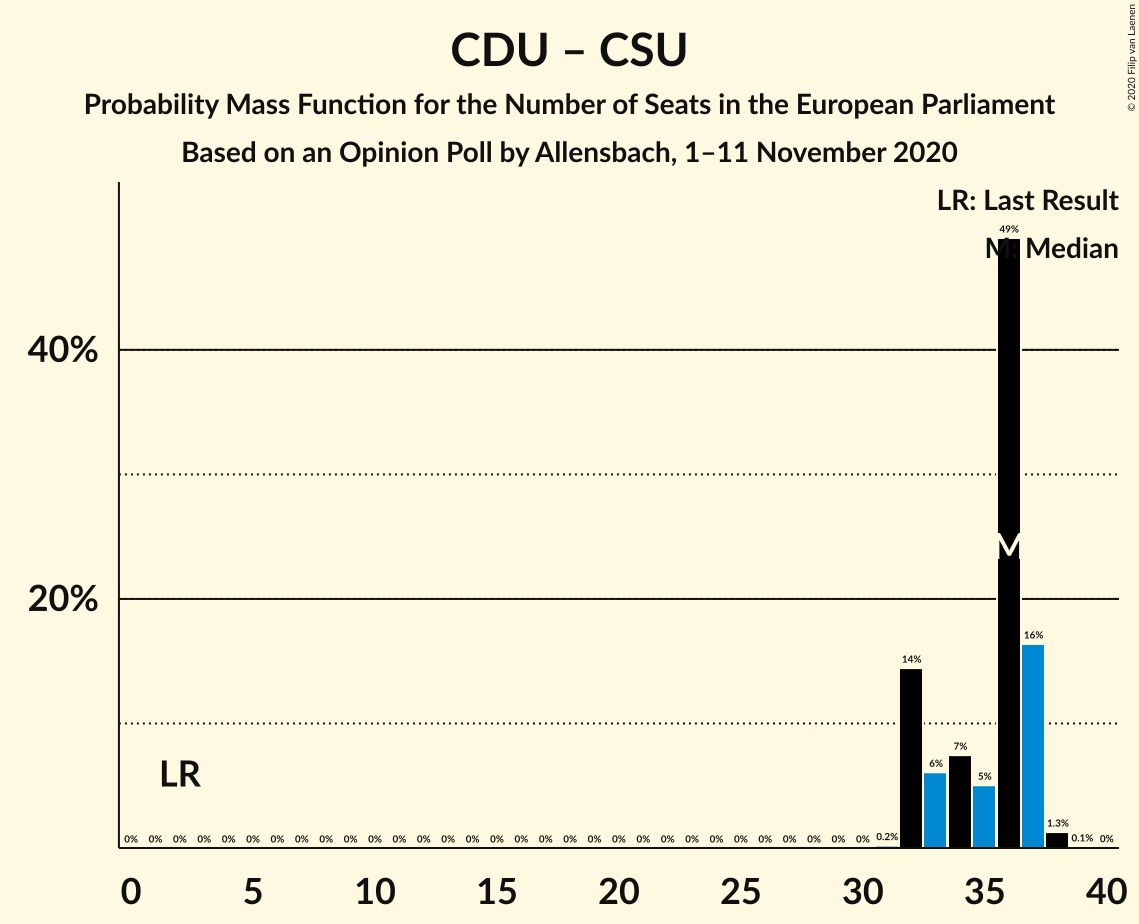 © 2020 Filip van Laenen
CDU – CSU
Probability Mass Function for the Number of Seats in the European Parliament
Based on an Opinion Poll by Allensbach, 1–11 November 2020
LR: Last Result
M: Median
49%
40%
M
20%
16%
14%
7%
6%
5%
LR
1.3%
0% 0% 0% 0% 0% 0% 0% 0% 0% 0% 0% 0% 0% 0% 0% 0% 0% 0% 0% 0% 0% 0% 0% 0% 0% 0% 0% 0% 0% 0% 0% 0.2% 0.1% 0%
0 5 10 15 20 25 30 35 40